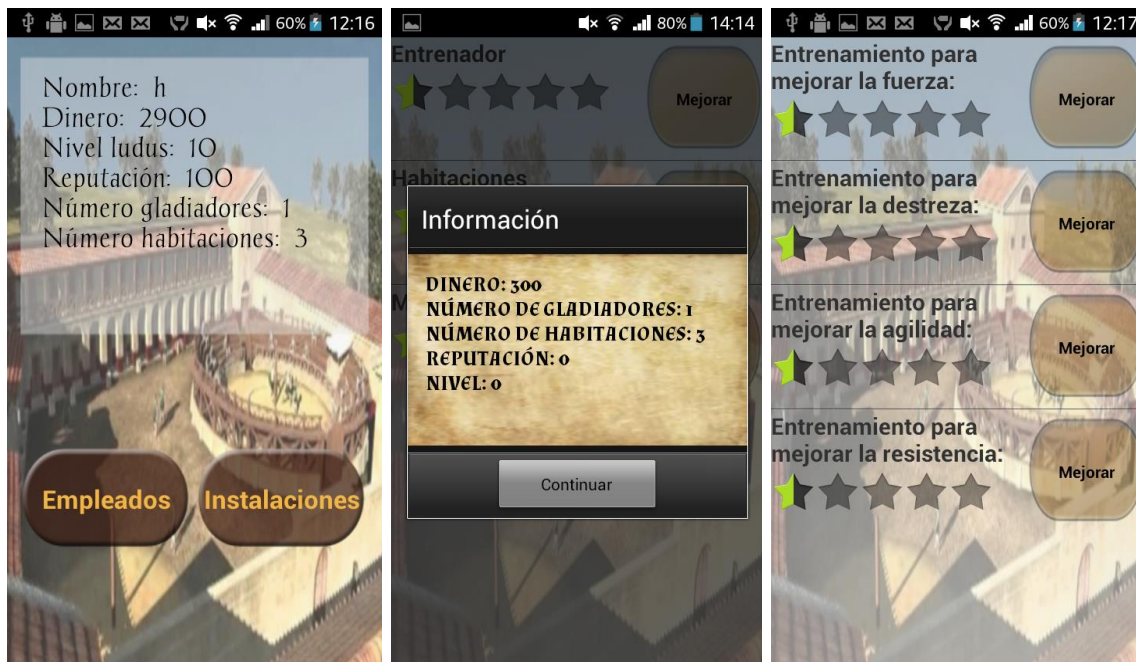 60% 12:16
Nombre: h
Dinero: 2900
Nivel ludus: 10
Reputación: 100
Número gladiadores: 1
Número habitaciones: 3
Empleados
Instalaciones
80% 14:14
Entrenador
Mejorar
Habitaciones
Información
DINERO: 300
NÚMERO DE GLADIADORES: 1
NÚMERO DE HABITACIONES: 3
REPUTACIÓN: 0
NIVEL: 0
Continuar
60% 12:17
Entrenamiento para
mejorar la fuerza:
Mejorar
Entrenamiento para
mejorar la destreza:
Mejorar
Entrenamiento para
mejorar la agilidad:
Mejorar
Entrenamiento para
mejorar la resistencia:
Mejorar